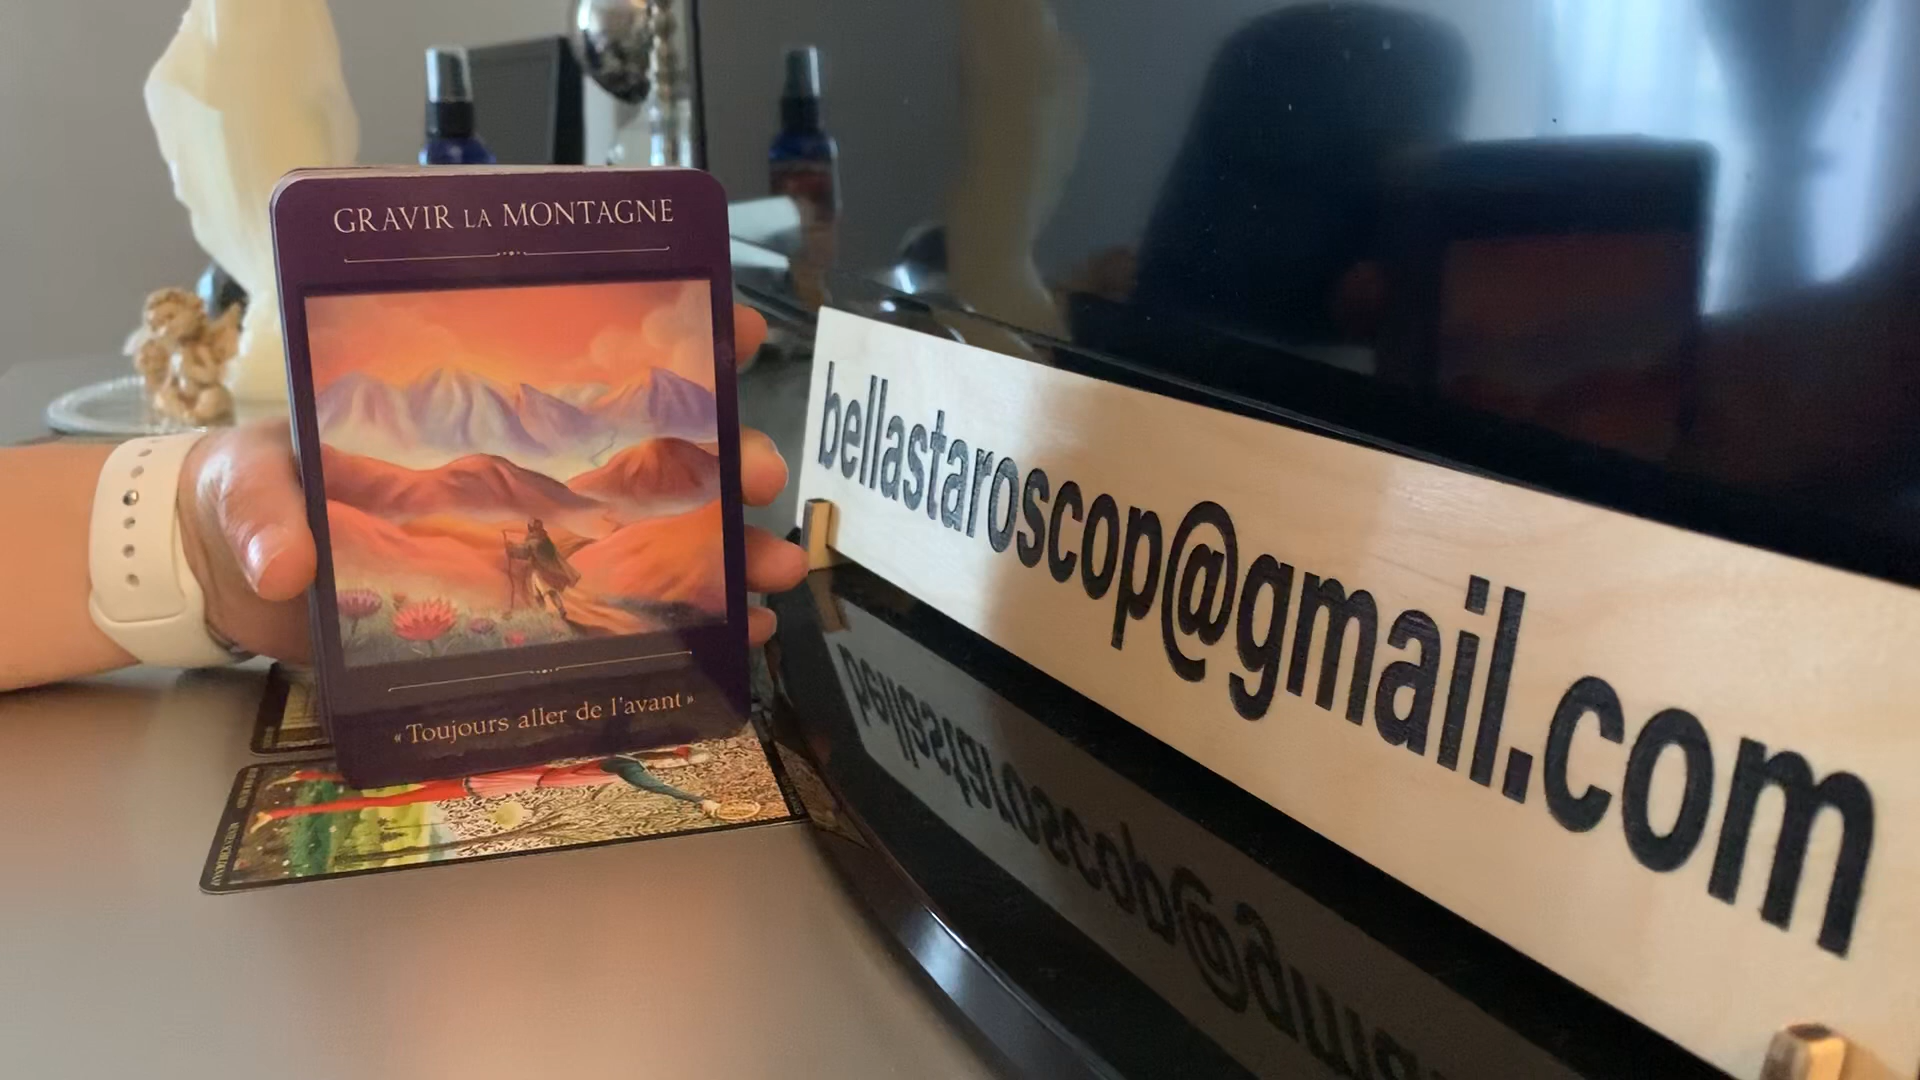 GRAVIR LA MONTAGNE
« Toujours aller de l'avant »
bellastaroscop@gmail.com